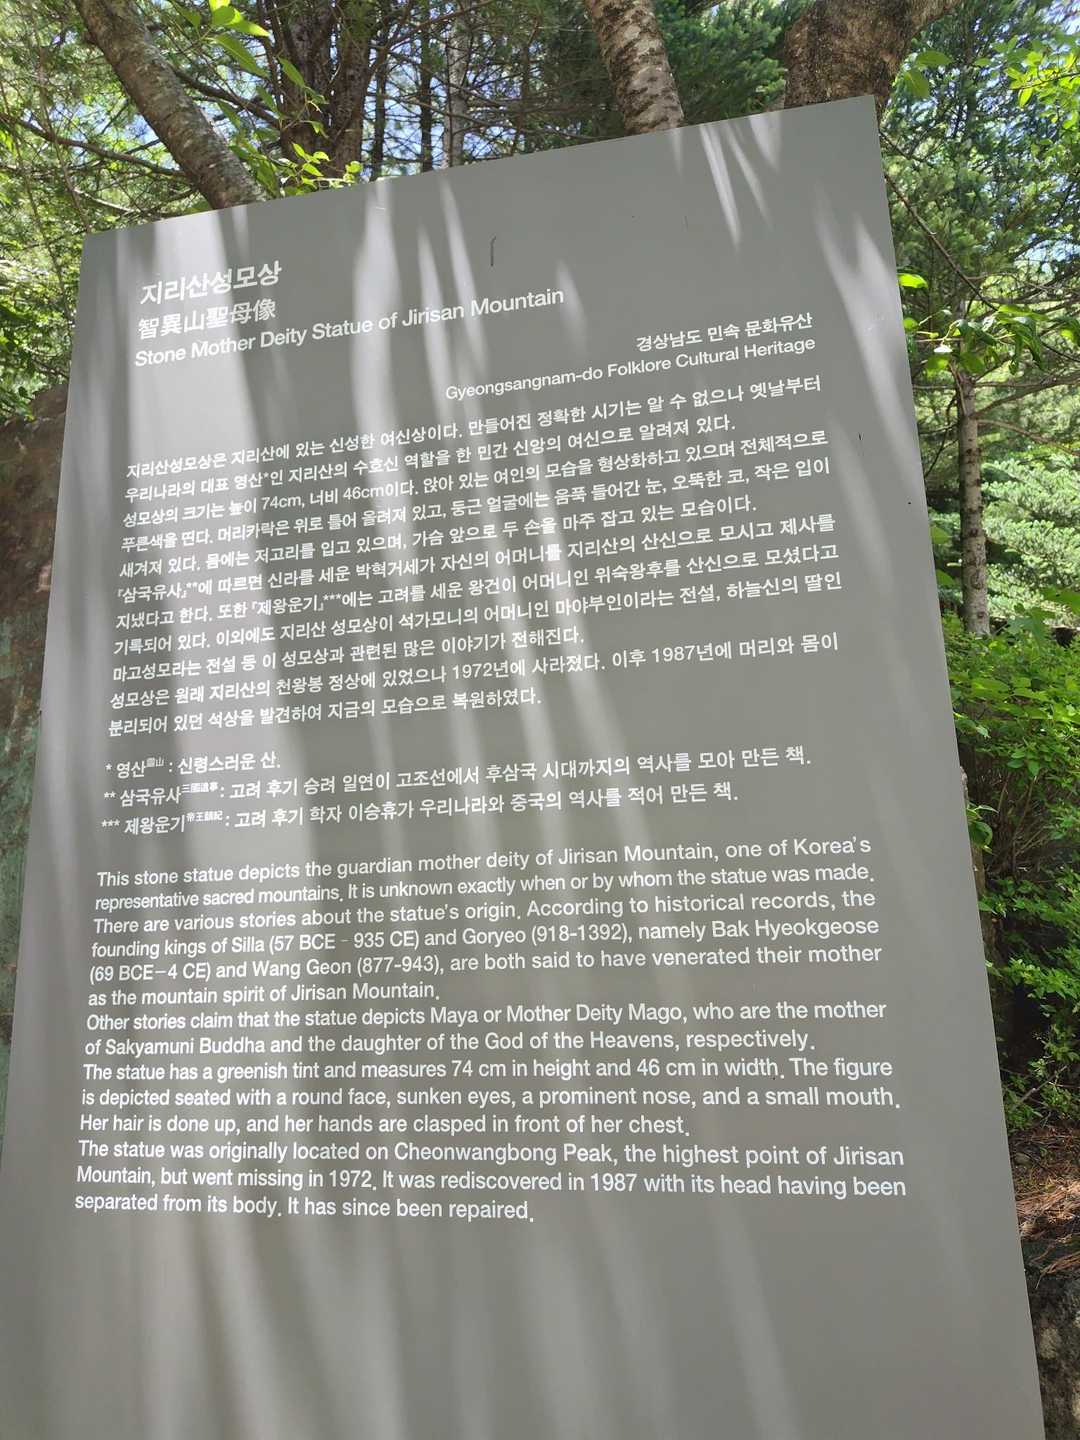 지리산성모상
智異山聖母像
Stone Mother Deity Statue of Jirisan Mountain
경상남도 민속 문화유산
Gyeongsangnam-do Folklore Cultural Heritage
지리산성모상은 지리산에 있는 신성한 여신상이다. 만들어진 정확한 시기는 알 수 없으나 옛날부터
우리나라의 대표 영산*인 지리산의 수호신 역할을 한 민간 신앙의 여신으로 알려져 있다.
성모상의 크기는 높이 74cm, 너비 46cm이다. 앉아 있는 여인의 모습을 형상화하고 있으며 전체적으로
푸른색을 띤다. 머리카락은 위로 틀어 올려져 있고, 둥근 얼굴에는 움푹 들어간 눈, 오뚝한 코, 작은 입이
새겨져 있다. 몸에는 저고리를 입고 있으며, 가슴 앞으로 두 손을 마주 잡고 있는 모습이다.
『삼국유사』**에 따르면 신라를 세운 박혁거세가 자신의 어머니를 지리산의 산신으로 모시고 제사를
지냈다고 한다. 또한 『제왕운기』***에는 고려를 세운 왕건이 어머니인 위숙왕후를 산신으로 모셨다고
기록되어 있다. 이외에도 지리산 성모상이 석가모니의 어머니인 마야부인이라는 전설, 하늘신의 딸인
마고성모라는 전설 등 이 성모상과 관련된 많은 이야기가 전해진다.
성모상은 원래 지리산의 천왕봉 정상에 있었으나 1972년에 사라졌다. 이후 1987년에 머리와 몸이
분리되어 있던 석상을 발견하여 지금의 모습으로 복원하였다.
* 영산靈山 : 신령스러운 산.
** 삼국유사三國遺事 : 고려 후기 승려 일연이 고조선에서 후삼국 시대까지의 역사를 모아 만든 책.
*** 제왕운기帝王韻紀 : 고려 후기 학자 이승휴가 우리나라와 중국의 역사를 적어 만든 책.
This stone statue depicts the guardian mother deity of Jirisan Mountain, one of Korea's
representative sacred mountains. It is unknown exactly when or by whom the statue was made.
There are various stories about the statue's origin. According to historical records, the
founding kings of Silla (57 BCE - 935 CE) and Goryeo (918-1392), namely Bak Hyeokgeose
(69 BCE–4 CE) and Wang Geon (877-943), are both said to have venerated their mother
as the mountain spirit of Jirisan Mountain.
Other stories claim that the statue depicts Maya or Mother Deity Mago, who are the mother
of Sakyamuni Buddha and the daughter of the God of the Heavens, respectively.
The statue has a greenish tint and measures 74 cm in height and 46 cm in width. The figure
is depicted seated with a round face, sunken eyes, a prominent nose, and a small mouth.
Her hair is done up, and her hands are clasped in front of her chest.
The statue was originally located on Cheonwangbong Peak, the highest point of Jirisan
Mountain, but went missing in 1972. It was rediscovered in 1987 with its head having been
separated from its body. It has since been repaired.